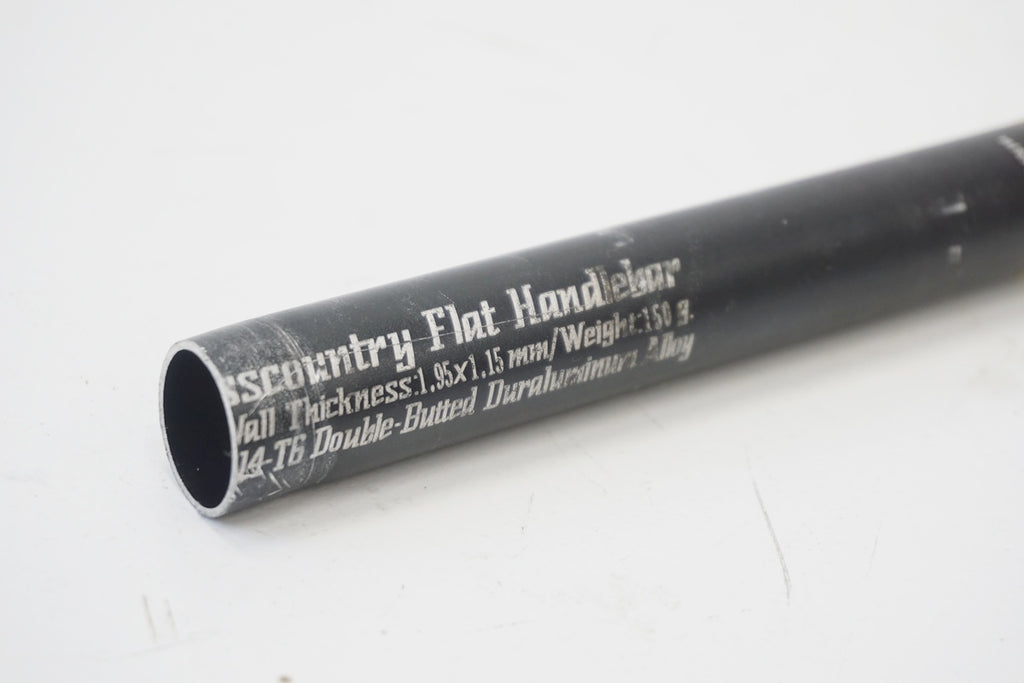 sscountry Flat Handlebar
Wall Thickness:1.95x1.15 mm/Weight:150 g.
14-T6 Double-Butted Duraluminum Alloy